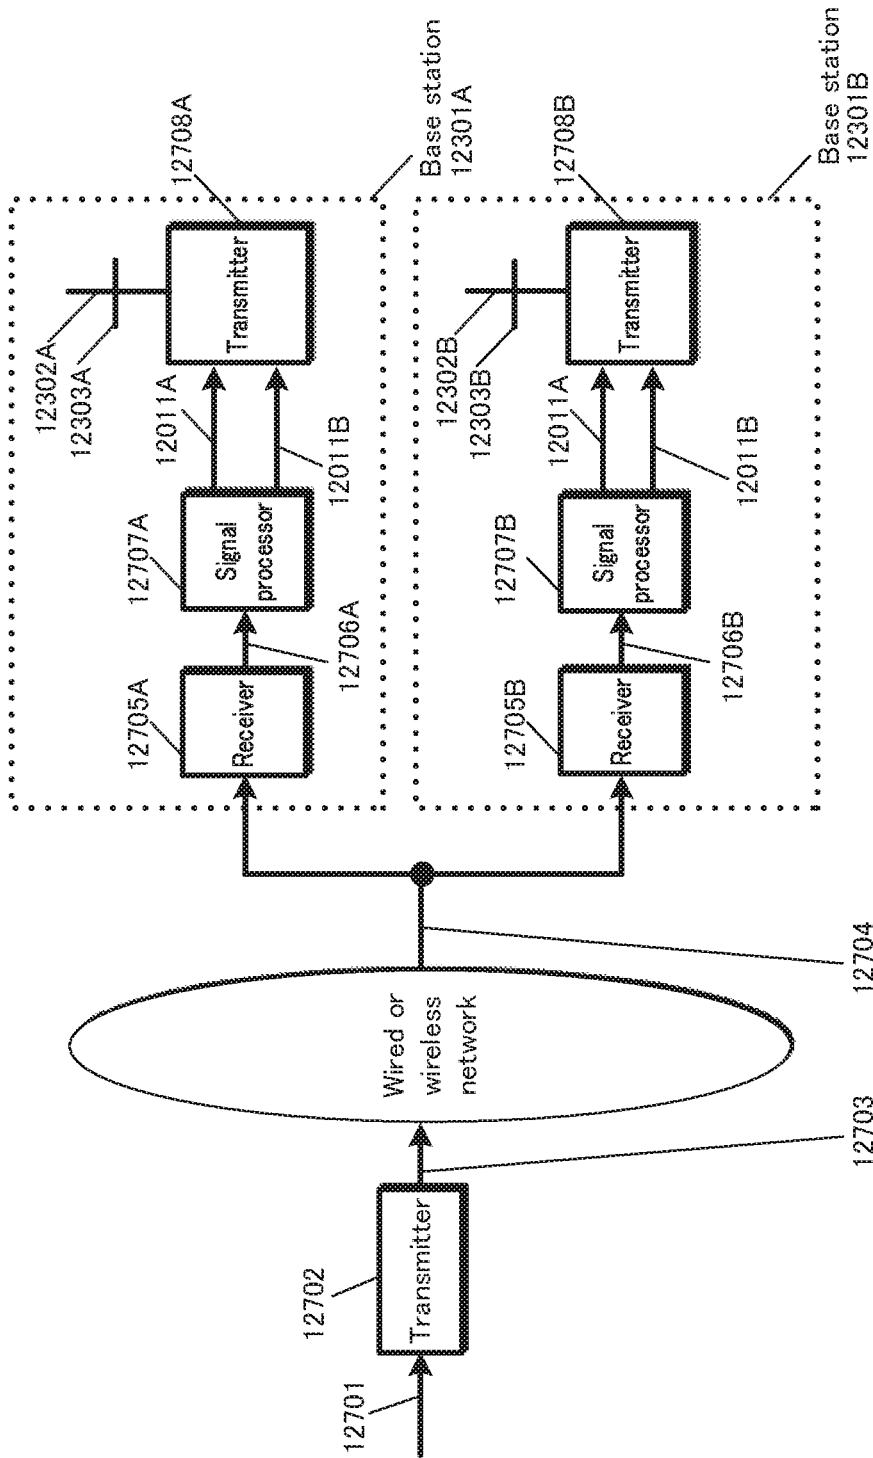 12701
12702
Transmitter
12703
Wired or
wireless
network
12704
12705A
Receiver
12706A
12707A
Signal
processor
12011A
12011B
12302A
12303A
Transmitter
12708A
Base station
12301A
12705B
Receiver
12706B
12707B
Signal
processor
12011A
12011B
12302B
12303B
Transmitter
12708B
Base station
12301B